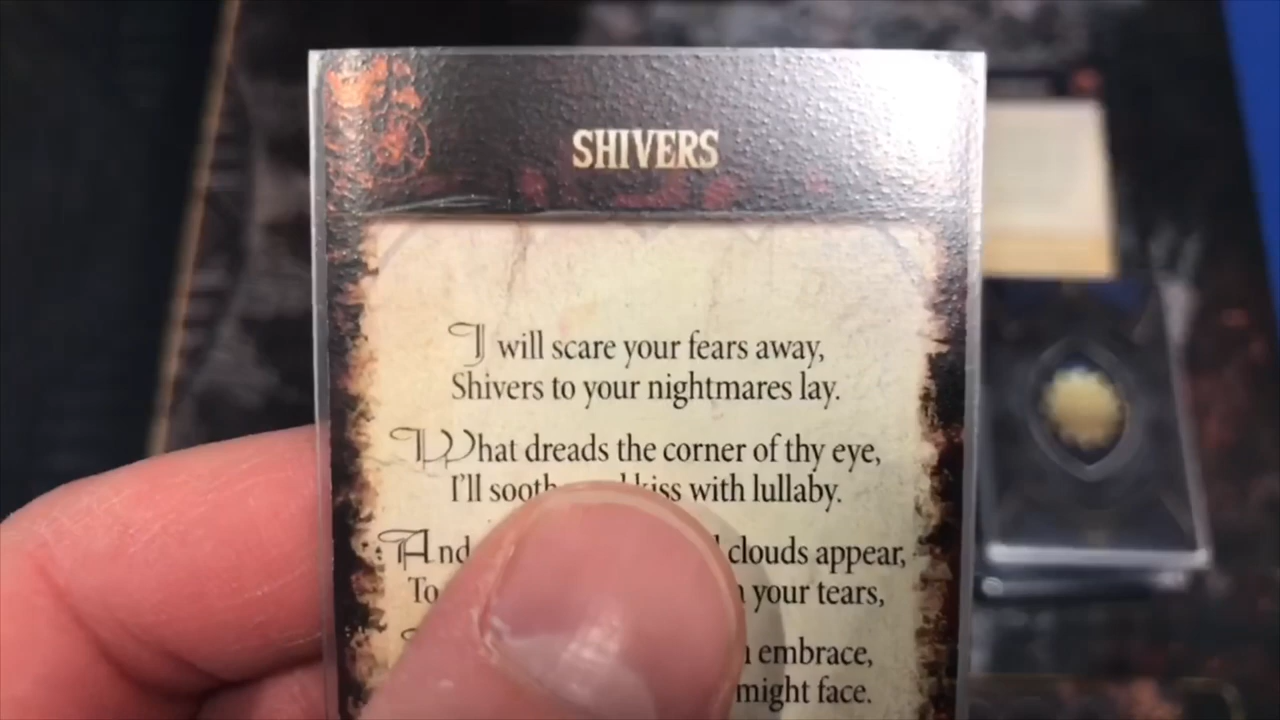 SHIVERS
I will scare your fears away,
Shivers to your nightmares lay.
What dreads the corner of thy eye,
I'll kiss with lullaby.
And clouds appear,
To your tears,
embrace,
might face.